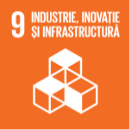 9 INDUSTRIE, INOVAȚIE
ȘI INFRASTRUCTURĂ